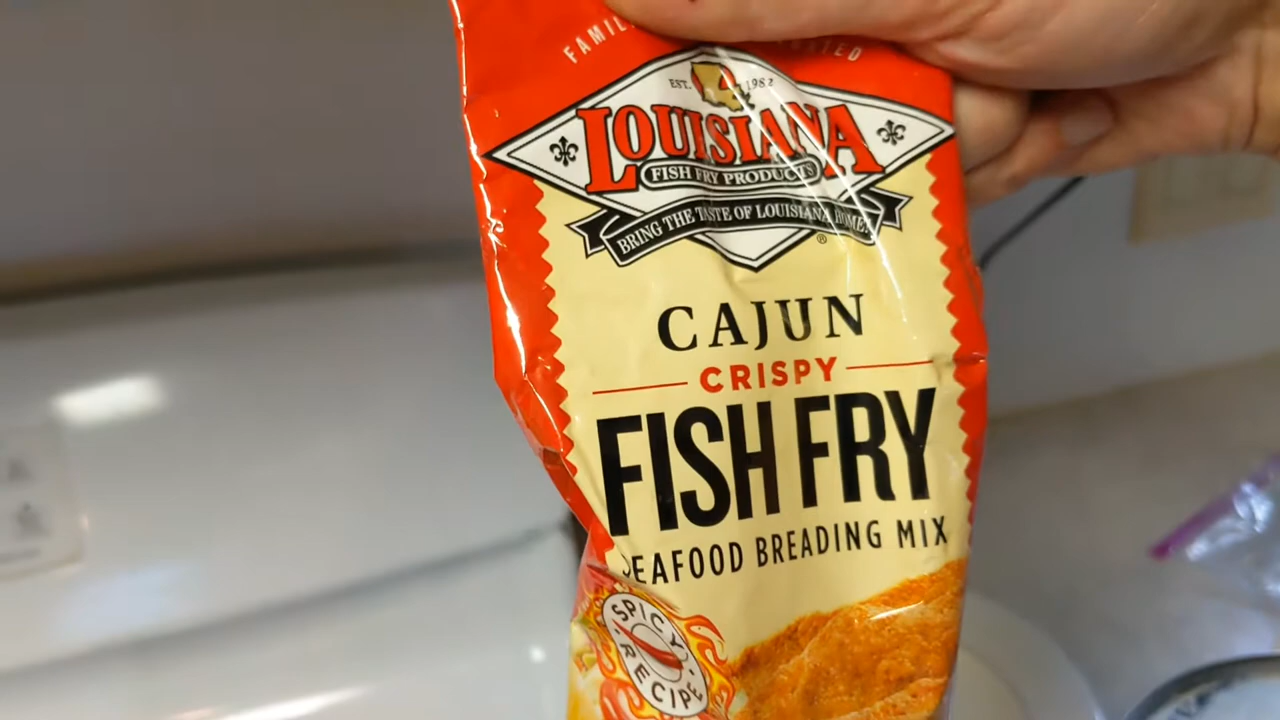 EST. 1982
LOUISIANA
FISH FRY PRODUCTS
BRING THE TASTE OF LOUISIANA HOME!
®
CAJUN
CRISPY
FISH FRY
SEAFOOD BREADING MIX
SPICY
RECIPE